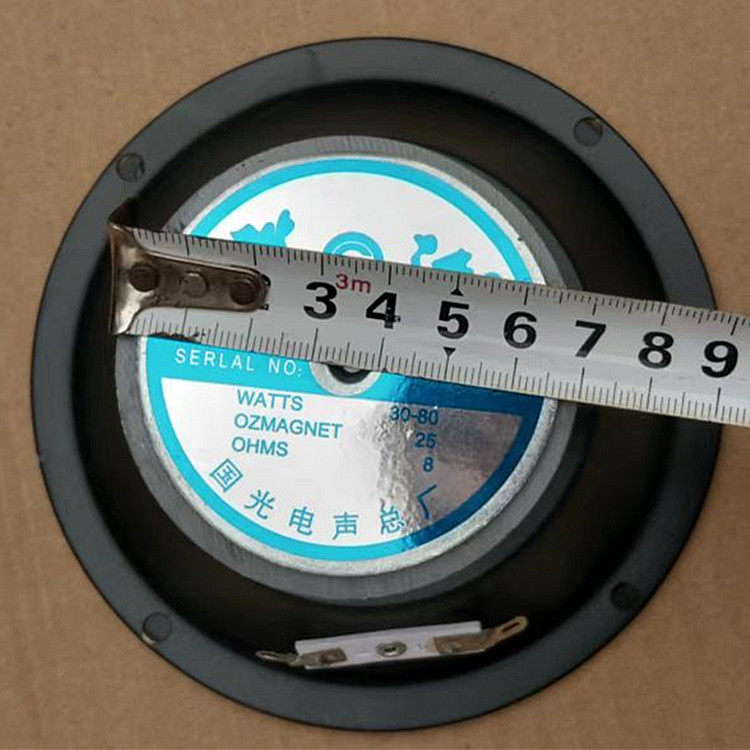 3m
3 4 5 6 7 8 9
SERLAL NO:
WATTS 30-80
OZMAGNET 25
OHMS 8
国光电声总厂